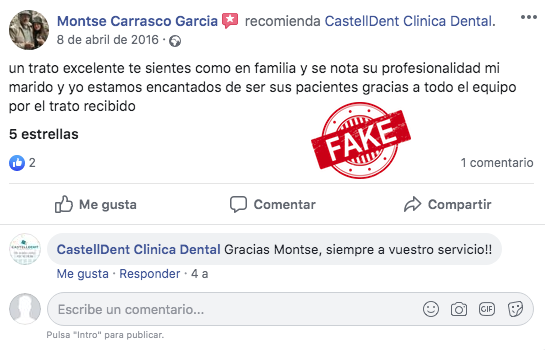 Montse Carrasco Garcia recomienda CastellDent Clinica Dental.
8 de abril de 2016 ·
un trato excelente te sientes como en familia y se nota su profesionalidad mi
marido y yo estamos encantados de ser sus pacientes gracias a todo el equipo
por el trato recibido
5 estrellas
FAKE
2
1 comentario
Me gusta
Comentar
Compartir
CASTELLDENT
CastellDent Clinica Dental Gracias Montse, siempre a vuestro servicio!!
Me gusta · Responder · 4 a
Escribe un comentario...
GIF
Pulsa "Intro" para publicar.